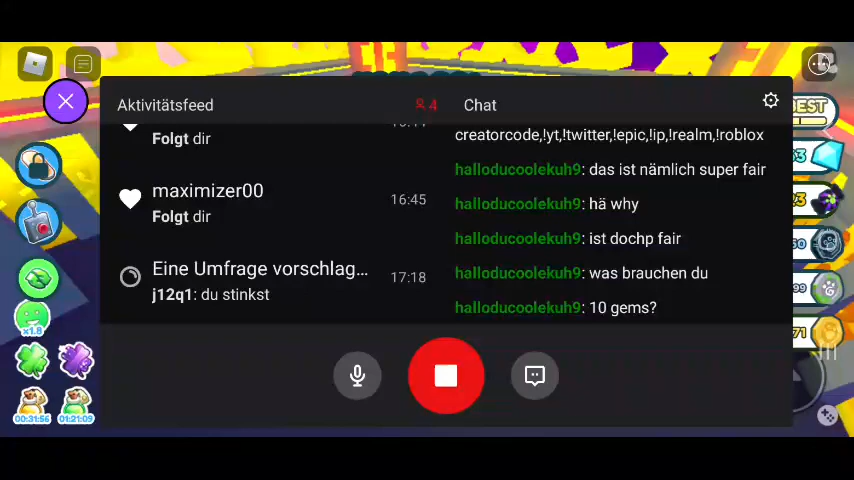 Aktivitätsfeed
4
Chat
Folgt dir
maximizer00
16:45
Folgt dir
Eine Umfrage vorschlag...
17:18
j12q1: du stinkst
creatorcode,!yt,!twitter,!epic,!ip,!realm,!roblox
halloducoolekuh9: das ist nämlich super fair
halloducoolekuh9: hä why
halloducoolekuh9: ist dochp fair
halloducoolekuh9: was brauchen du
halloducoolekuh9: 10 gems?
x1.8
00:31:56
01:21:09
BEST